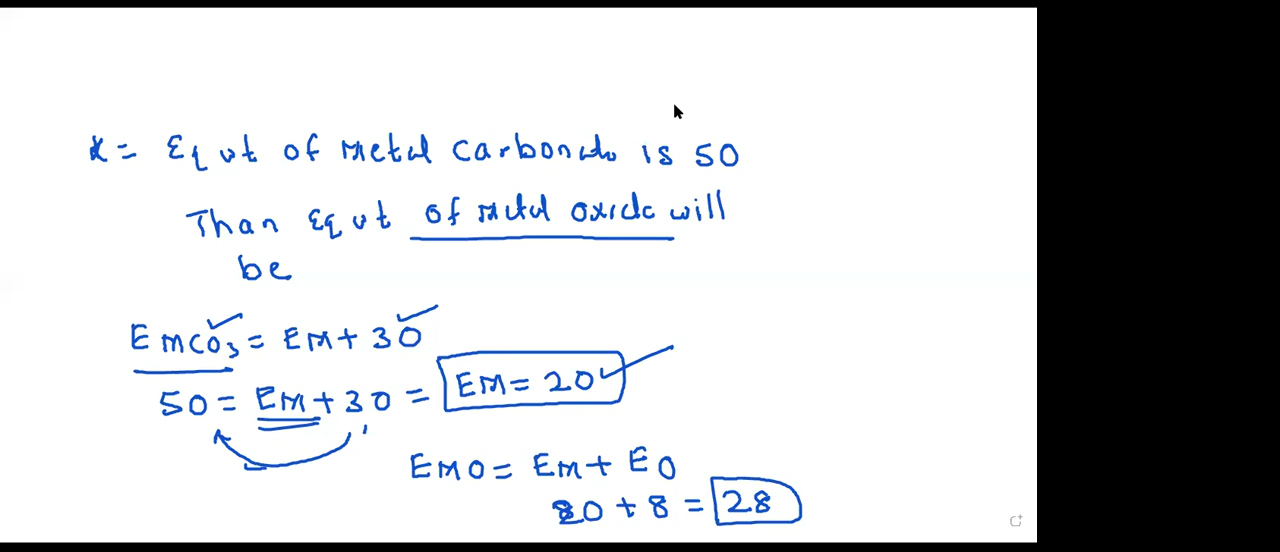 x = Eq wt of Metal Carbonate is 50
Than Eq wt of Metal oxide will
be
EMCO3 = EM + 30
50 = EM + 30 = EM = 20
EMO = EM + EO
20 + 8 = 28